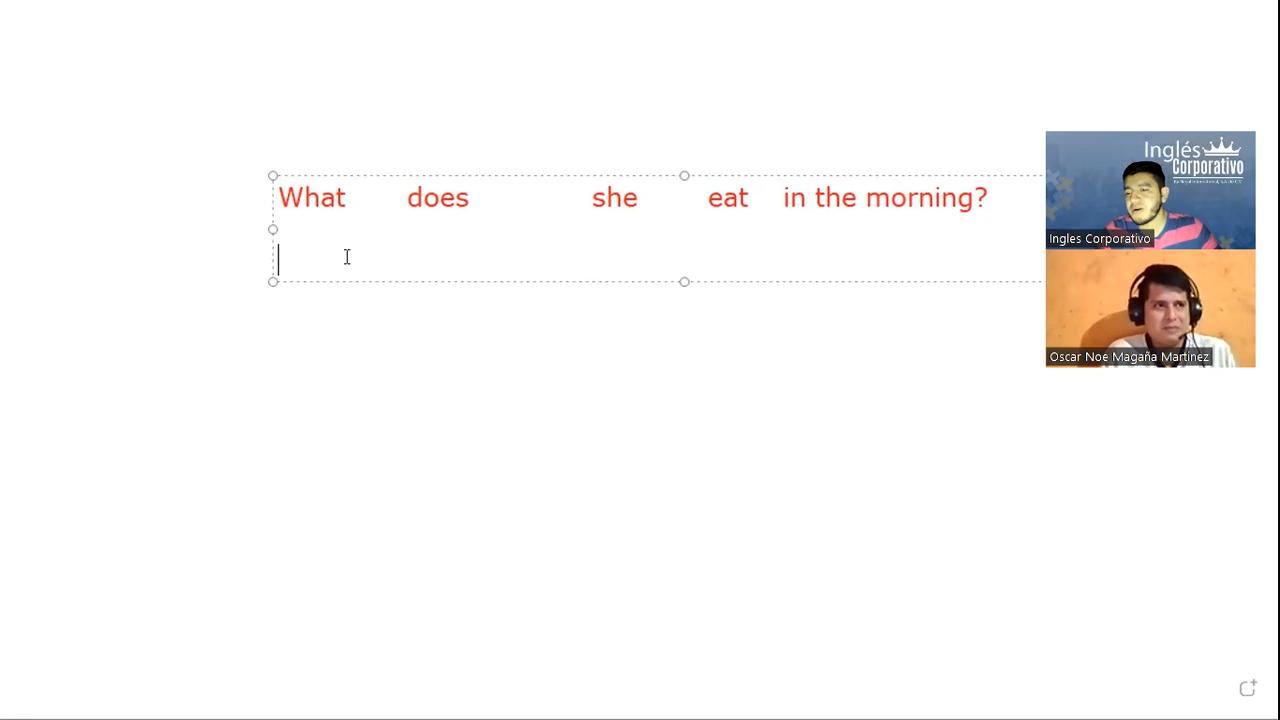 What does she eat in the morning?
Inglés
Corporativo
Ingles Corporativo
Oscar Noe Magaña Martinez